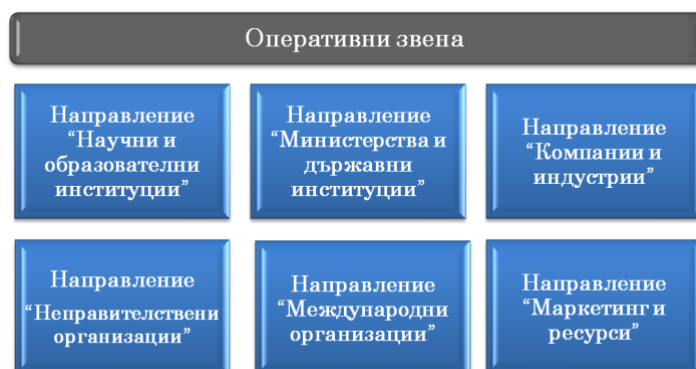 Оперативни звена
Направление
“Научни и
образователни
институции”
Направление
“Министерства и
държавни
институции”
Направление
“Компании и
индустрии”
Направление
“Неправителствени
организации”
Направление
“Международни
организации”
Направление
“Маркетинг и
ресурси”